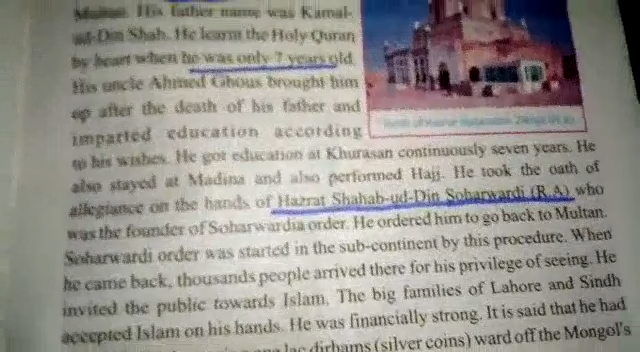 Multan. His father name was Kamal-
ud-Din Shah. He learnt the Holy Quran
by heart when he was only 7 years old.
His uncle Ahmed Ghous brought him
up after the death of his father and
imparted education according
to his wishes. He got education at Khurasan continuously seven years. He
also stayed at Madina and also performed Hajj. He took the oath of
allegiance on the hands of Hazrat Shahab-ud-Din Soharwardi (R.A) who
was the founder of Soharwardia order. He ordered him to go back to Multan.
Soharwardi order was started in the sub-continent by this procedure. When
he came back, thousands people arrived there for his privilege of seeing. He
invited the public towards Islam. The big families of Lahore and Sindh
accepted Islam on his hands. He was financially strong. It is said that he had
lac dirhams (silver coins) ward off the Mongol's